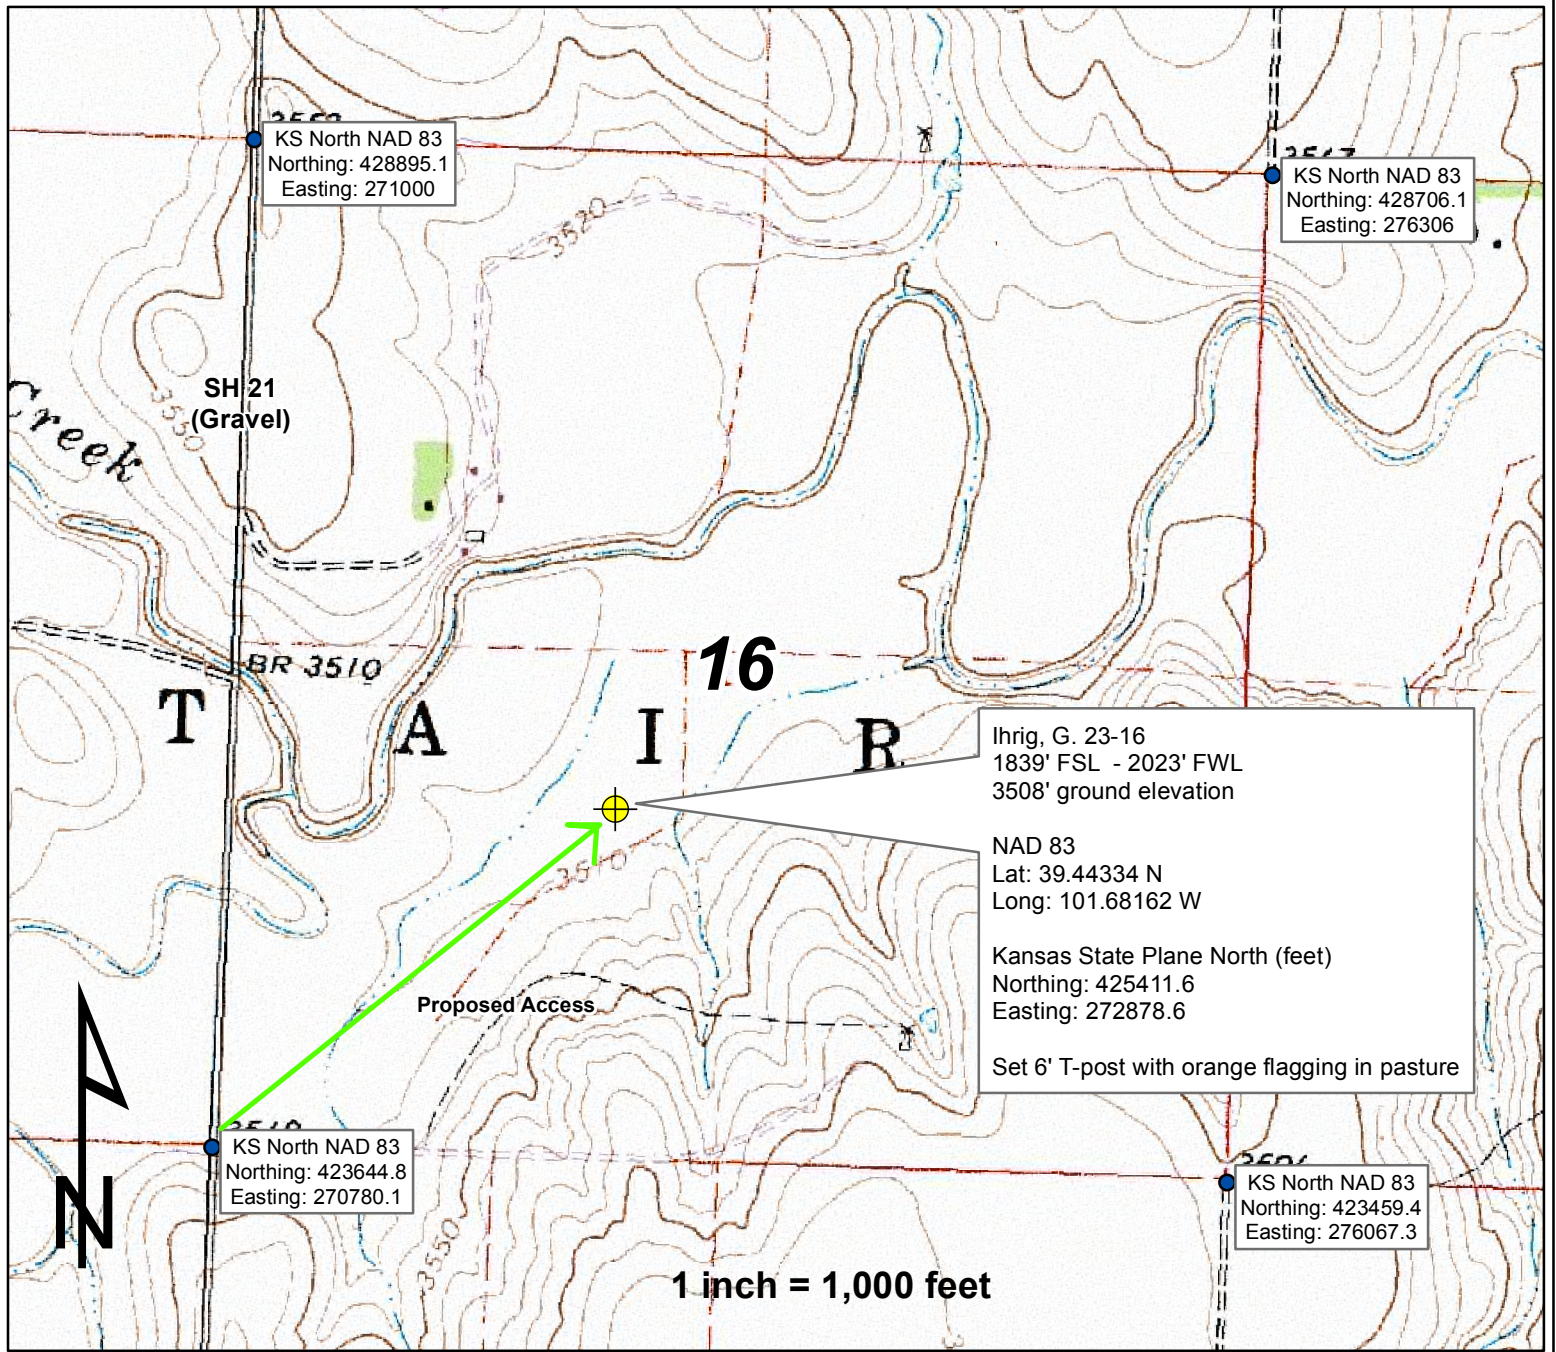 KS North NAD 83
Northing: 428895.1
Easting: 271000
KS North NAD 83
Northing: 428706.1
Easting: 276306
3520
SH 21
(Gravel)
3550
Creek
BR 3510
16
T A I R
Ihrig, G. 23-16
1839' FSL - 2023' FWL
3508' ground elevation
NAD 83
Lat: 39.44334 N
Long: 101.68162 W
Kansas State Plane North (feet)
Northing: 425411.6
Easting: 272878.6
Set 6' T-post with orange flagging in pasture
3510
Proposed Access
KS North NAD 83
Northing: 423644.8
Easting: 270780.1
KS North NAD 83
Northing: 423459.4
Easting: 276067.3
N
3550
1 inch = 1,000 feet